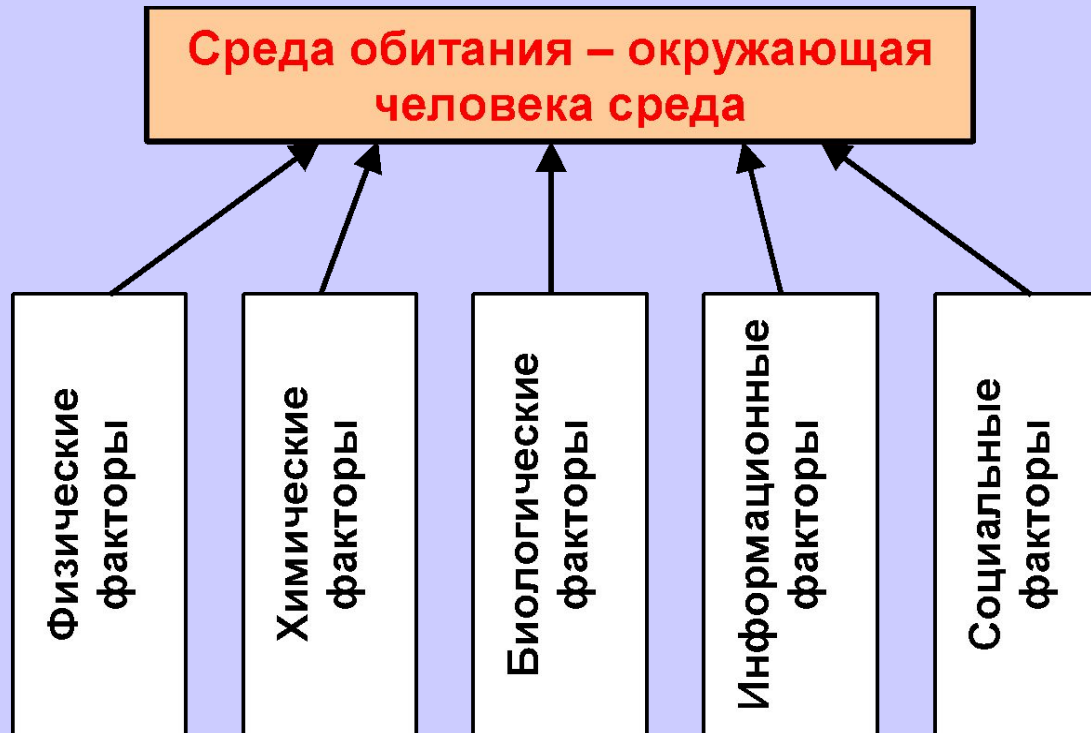 Среда обитания – окружающая
человека среда
Физические
факторы
Химические
факторы
Биологические
факторы
Информационные
факторы
Социальные
факторы